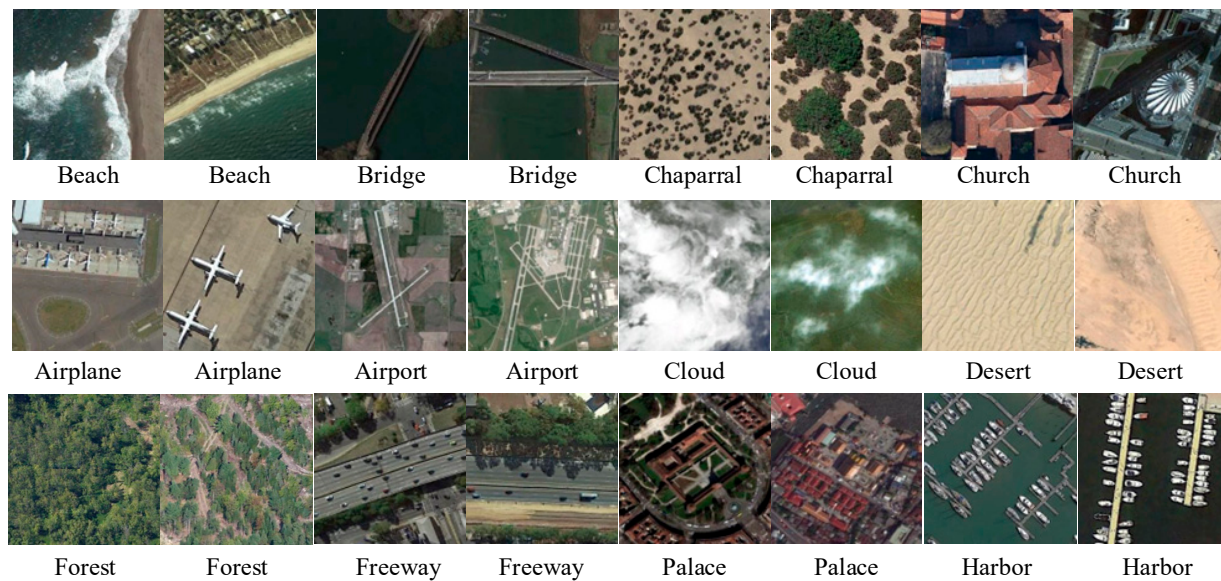 Beach Beach Bridge Bridge Chaparral Chaparral Church Church
Airplane Airplane Airport Airport Cloud Cloud Desert Desert
Forest Forest Freeway Freeway Palace Palace Harbor Harbor